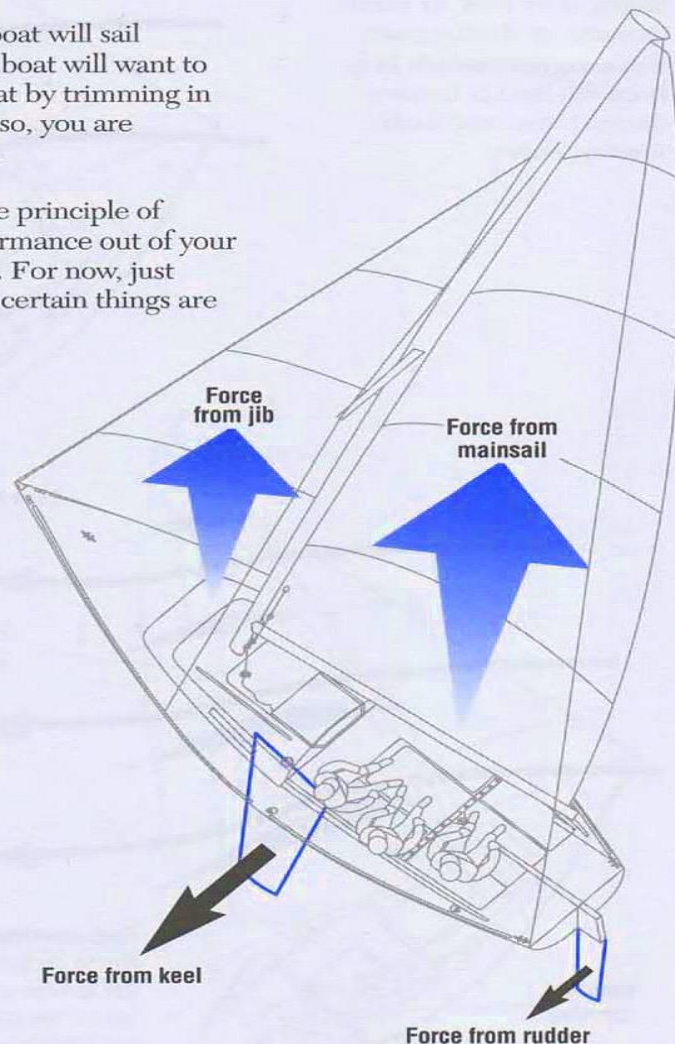 boat will sail
boat will want to
at by trimming in
so, you are
e principle of
rmance out of your
. For now, just
certain things are
Force
from jib
Force from
mainsail
Force from keel
Force from rudder